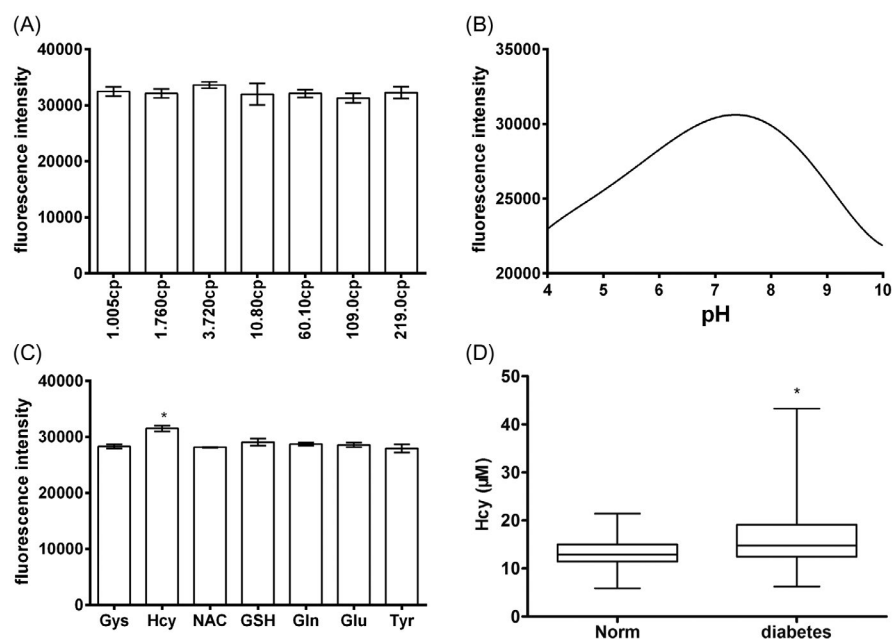 (A)
fluorescence intensity
40000
30000
20000
10000
0
1.005cp 1.760cp 3.720cp 10.80cp 60.10cp 109.0cp 219.0cp
(B)
fluorescence intensity
35000
30000
25000
20000
4 5 6 7 8 9 10
pH
(C)
fluorescence intensity
40000
30000
20000
10000
0
*
Gys Hcy NAC GSH Gln Glu Tyr
(D)
Hcy (μM)
50
40
30
20
10
0
*
Norm diabetes